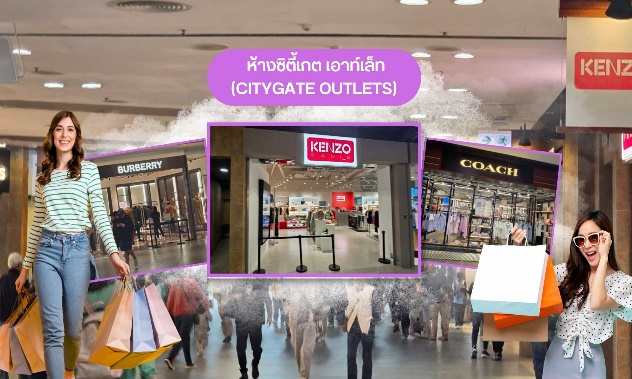 ห้างซิตี้เกต เอาท์เล็ท
(CITYGATE OUTLETS)
KENZO
BURBERRY
KENZO
PARIS
COACH